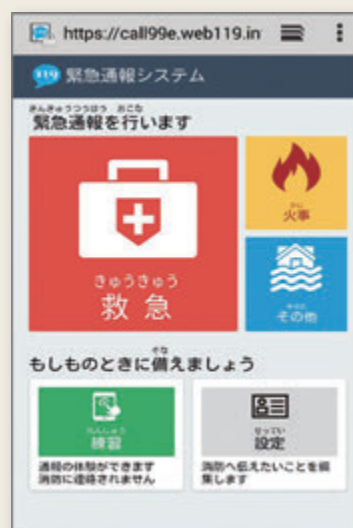 https://call99e.web119.in
119 緊急通報システム
きんきゅうつうほう おこな
緊急通報を行います
きゅうきゅう
救急
かじ
火事
その他
そな
もしものときに備えましょう
れんしゅう
練習
通報の体験ができます
消防に連絡されません
せってい
設定
消防へ伝えたいことを編
集します